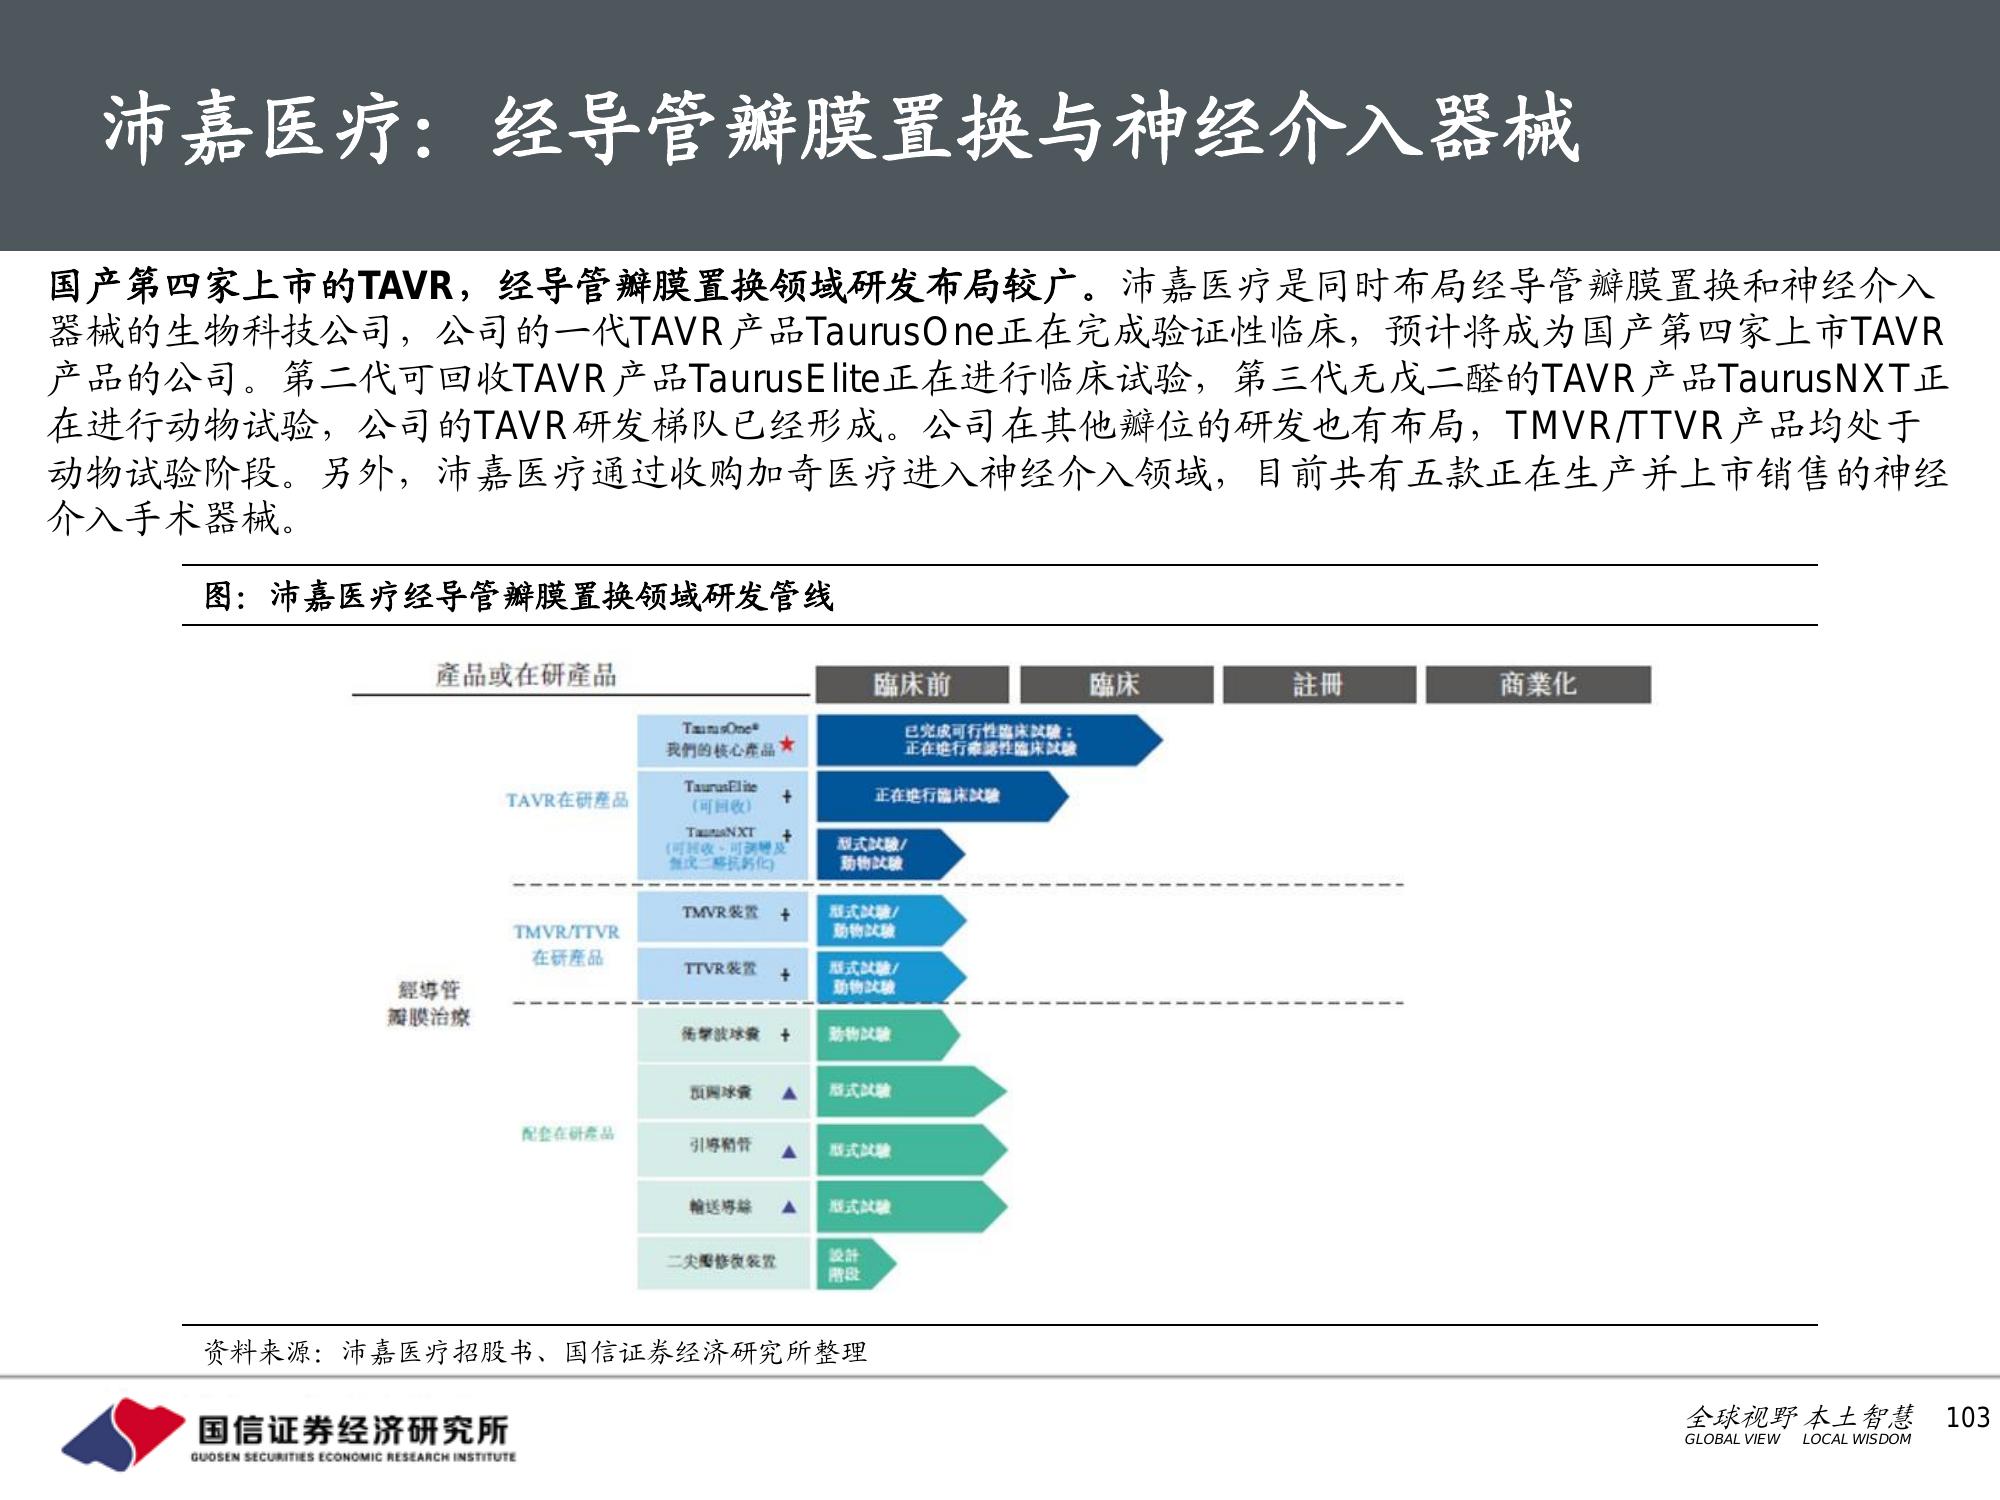 沛嘉医疗：经导管瓣膜置换与神经介入器械
国产第四家上市的TAVR，经导管瓣膜置换领域研发布局较广。沛嘉医疗是同时布局经导管瓣膜置换和神经介入
器械的生物科技公司，公司的一代TAVR产品TaurusOne正在完成验证性临床，预计将成为国产第四家上市TAVR
产品的公司。第二代可回收TAVR产品TaurusElite正在进行临床试验，第三代无戊二醛的TAVR产品TaurusNXT正
在进行动物试验，公司的TAVR研发梯队已经形成。公司在其他瓣位的研发也有布局，TMVR/TTVR产品均处于
动物试验阶段。另外，沛嘉医疗通过收购加奇医疗进入神经介入领域，目前共有五款正在生产并上市销售的神经
介入手术器械。
图：沛嘉医疗经导管瓣膜置换领域研发管线
產品或在研產品
臨床前
臨床
註冊
商業化
TaurusOne®
我們的核心產品
已完成可行性臨床試驗；
正在進行確認性臨床試驗
TAVR在研產品
TaurusElite
(可回收)
正在進行臨床試驗
TaurusNXT
(可回收、可調彎及
無戊二醛抗鈣化)
型式試驗/
動物試驗
TMVR/TTVR
在研產品
TMVR裝置
型式試驗/
動物試驗
TTVR裝置
型式試驗/
動物試驗
經導管
瓣膜治療
衝擊波球囊
動物試驗
配套在研產品
預擴球囊
型式試驗
引導鞘管
型式試驗
輸送導絲
型式試驗
二尖瓣修復裝置
設計
階段
资料来源：沛嘉医疗招股书、国信证券经济研究所整理
国信证券经济研究所
GUOSEN SECURITIES ECONOMIC RESEARCH INSTITUTE
全球视野 本土智慧
GLOBAL VIEW LOCAL WISDOM
103